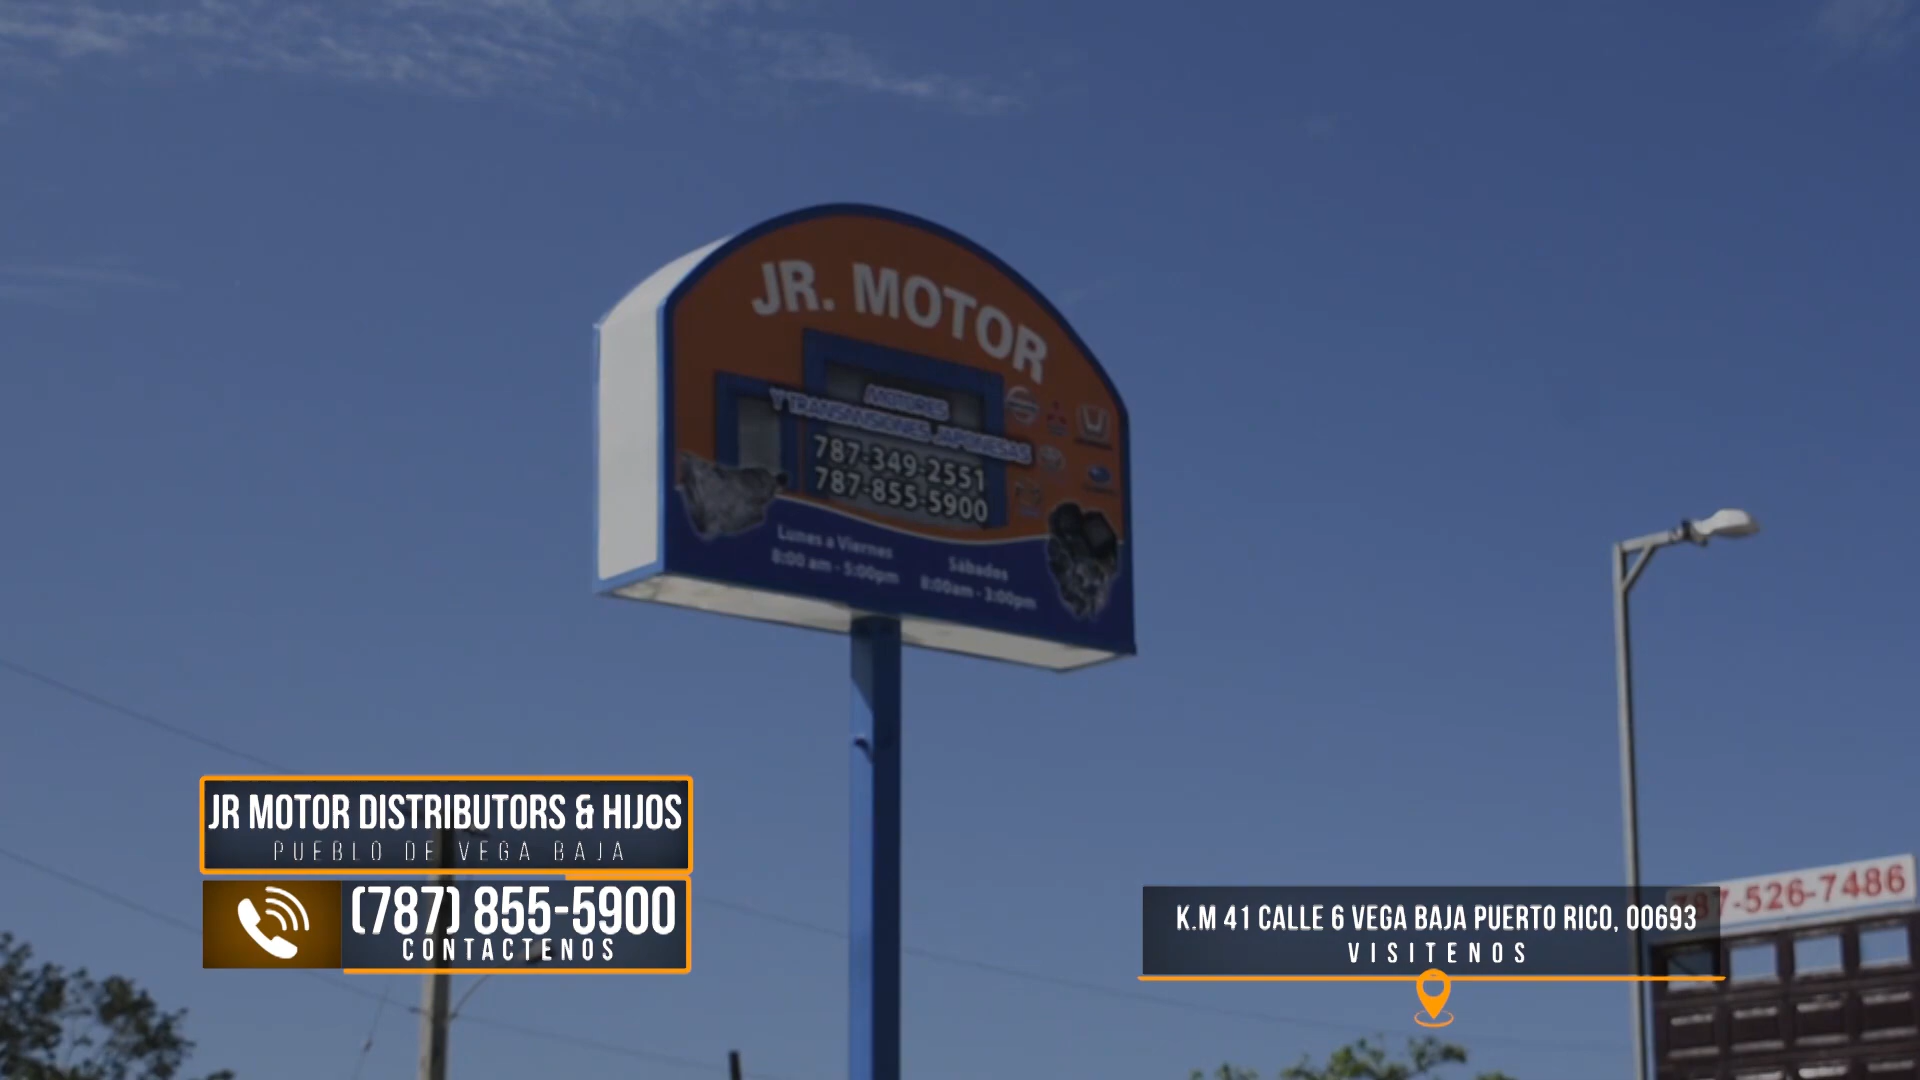 JR. MOTOR
MOTORES
Y TRANSMISIONES JAPONESAS
787-349-2551
787-855-5900
Lunes a Viernes
8:00 am - 5:00pm
Sábados
8:00am - 3:00pm
JR MOTOR DISTRIBUTORS & HIJOS
PUEBLO DE VEGA BAJA
(787) 855-5900
CONTACTENOS
787-526-7486
K.M 41 CALLE 6 VEGA BAJA PUERTO RICO, 00693
VISITENOS